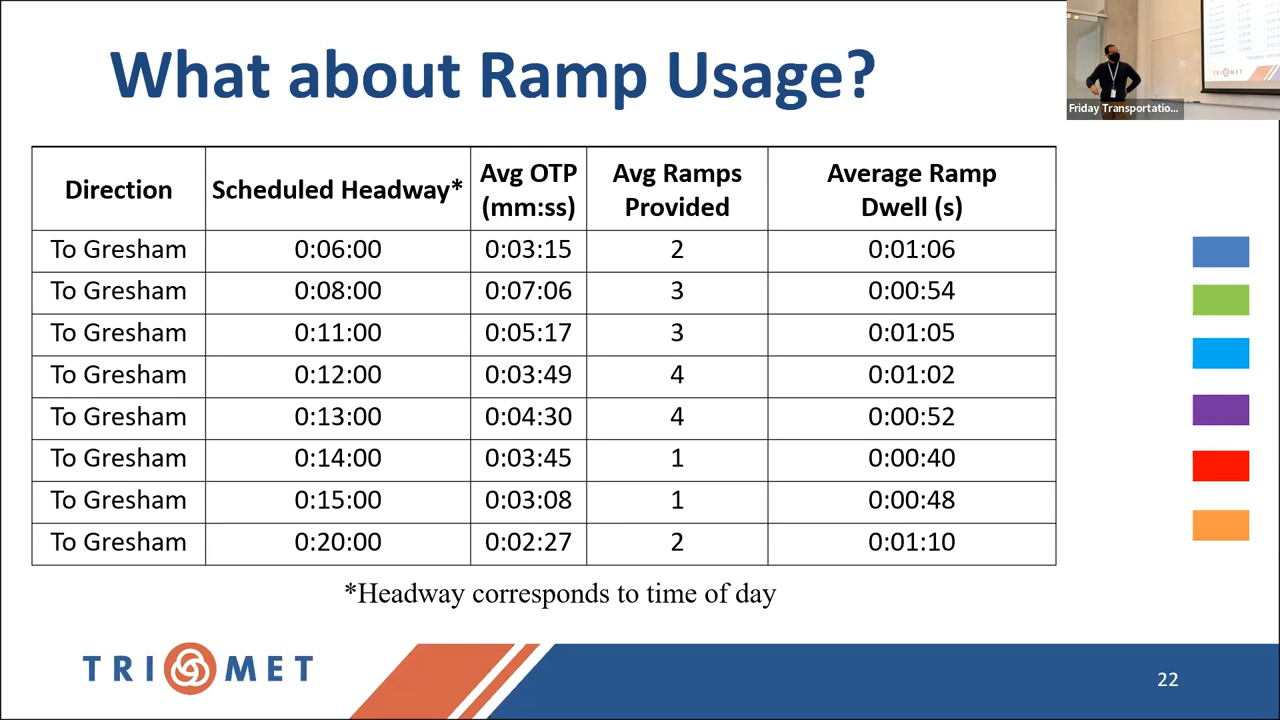 What about Ramp Usage?
Friday Transportatio...
Direction Scheduled Headway* Avg OTP (mm:ss) Avg Ramps Provided Average Ramp Dwell (s)
To Gresham 0:06:00 0:03:15 2 0:01:06
To Gresham 0:08:00 0:07:06 3 0:00:54
To Gresham 0:11:00 0:05:17 3 0:01:05
To Gresham 0:12:00 0:03:49 4 0:01:02
To Gresham 0:13:00 0:04:30 4 0:00:52
To Gresham 0:14:00 0:03:45 1 0:00:40
To Gresham 0:15:00 0:03:08 1 0:00:48
To Gresham 0:20:00 0:02:27 2 0:01:10
*Headway corresponds to time of day
TRI MET
22